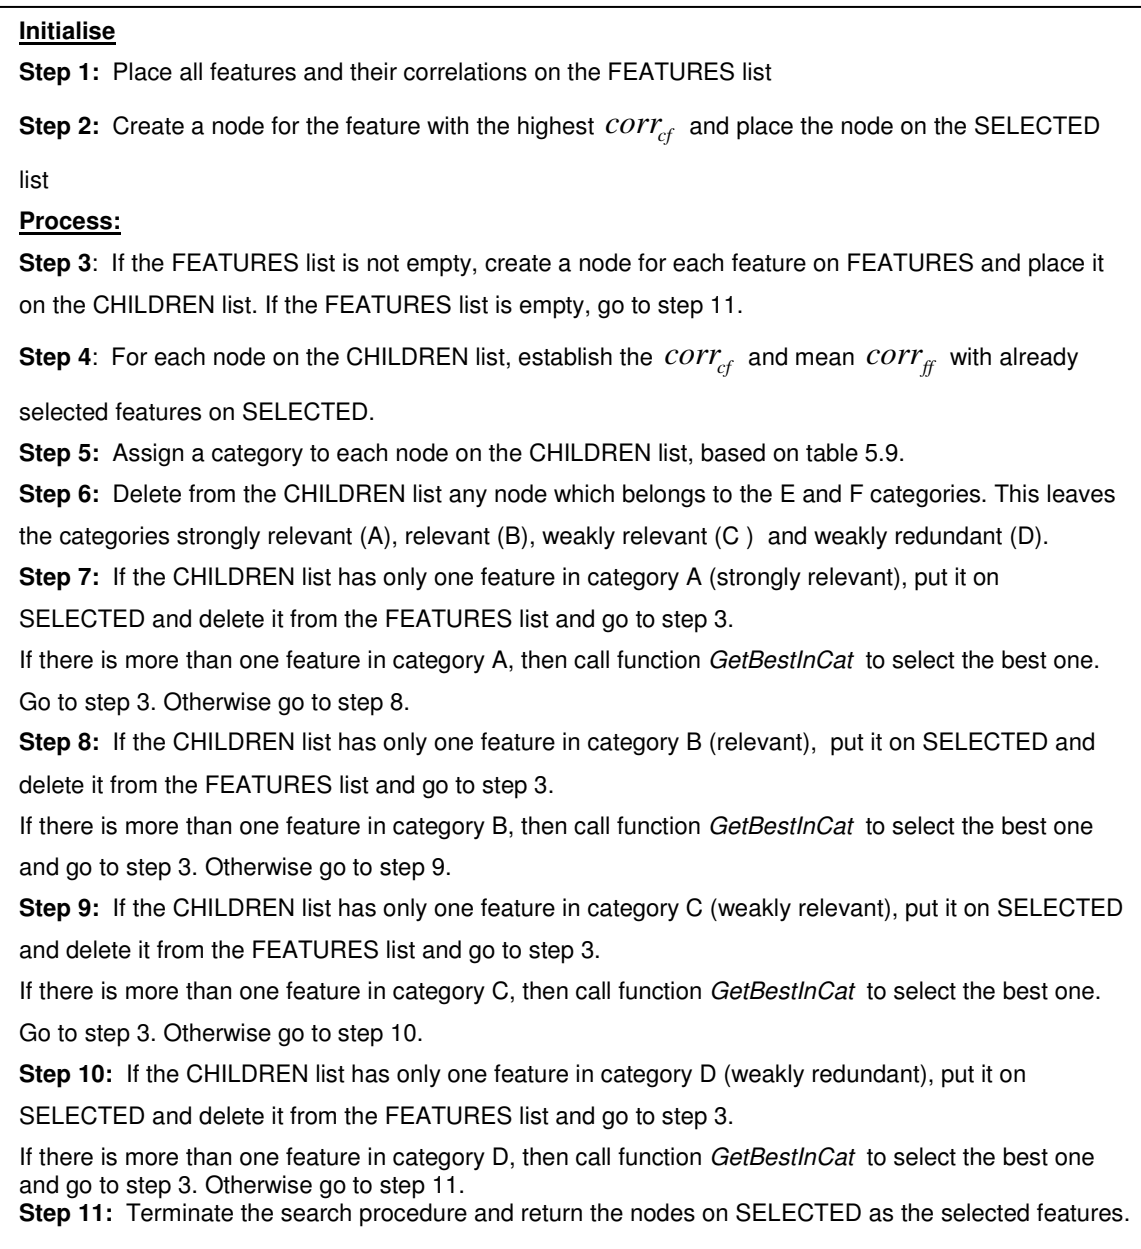 Initialise
Step 1: Place all features and their correlations on the FEATURES list
Step 2: Create a node for the feature with the highest corr_cf and place the node on the SELECTED
list
Process:
Step 3: If the FEATURES list is not empty, create a node for each feature on FEATURES and place it
on the CHILDREN list. If the FEATURES list is empty, go to step 11.
Step 4: For each node on the CHILDREN list, establish the corr_cf and mean corr_ff with already
selected features on SELECTED.
Step 5: Assign a category to each node on the CHILDREN list, based on table 5.9.
Step 6: Delete from the CHILDREN list any node which belongs to the E and F categories. This leaves
the categories strongly relevant (A), relevant (B), weakly relevant (C ) and weakly redundant (D).
Step 7: If the CHILDREN list has only one feature in category A (strongly relevant), put it on
SELECTED and delete it from the FEATURES list and go to step 3.
If there is more than one feature in category A, then call function GetBestInCat to select the best one.
Go to step 3. Otherwise go to step 8.
Step 8: If the CHILDREN list has only one feature in category B (relevant), put it on SELECTED and
delete it from the FEATURES list and go to step 3.
If there is more than one feature in category B, then call function GetBestInCat to select the best one
and go to step 3. Otherwise go to step 9.
Step 9: If the CHILDREN list has only one feature in category C (weakly relevant), put it on SELECTED
and delete it from the FEATURES list and go to step 3.
If there is more than one feature in category C, then call function GetBestInCat to select the best one.
Go to step 3. Otherwise go to step 10.
Step 10: If the CHILDREN list has only one feature in category D (weakly redundant), put it on
SELECTED and delete it from the FEATURES list and go to step 3.
If there is more than one feature in category D, then call function GetBestInCat to select the best one
and go to step 3. Otherwise go to step 11.
Step 11: Terminate the search procedure and return the nodes on SELECTED as the selected features.